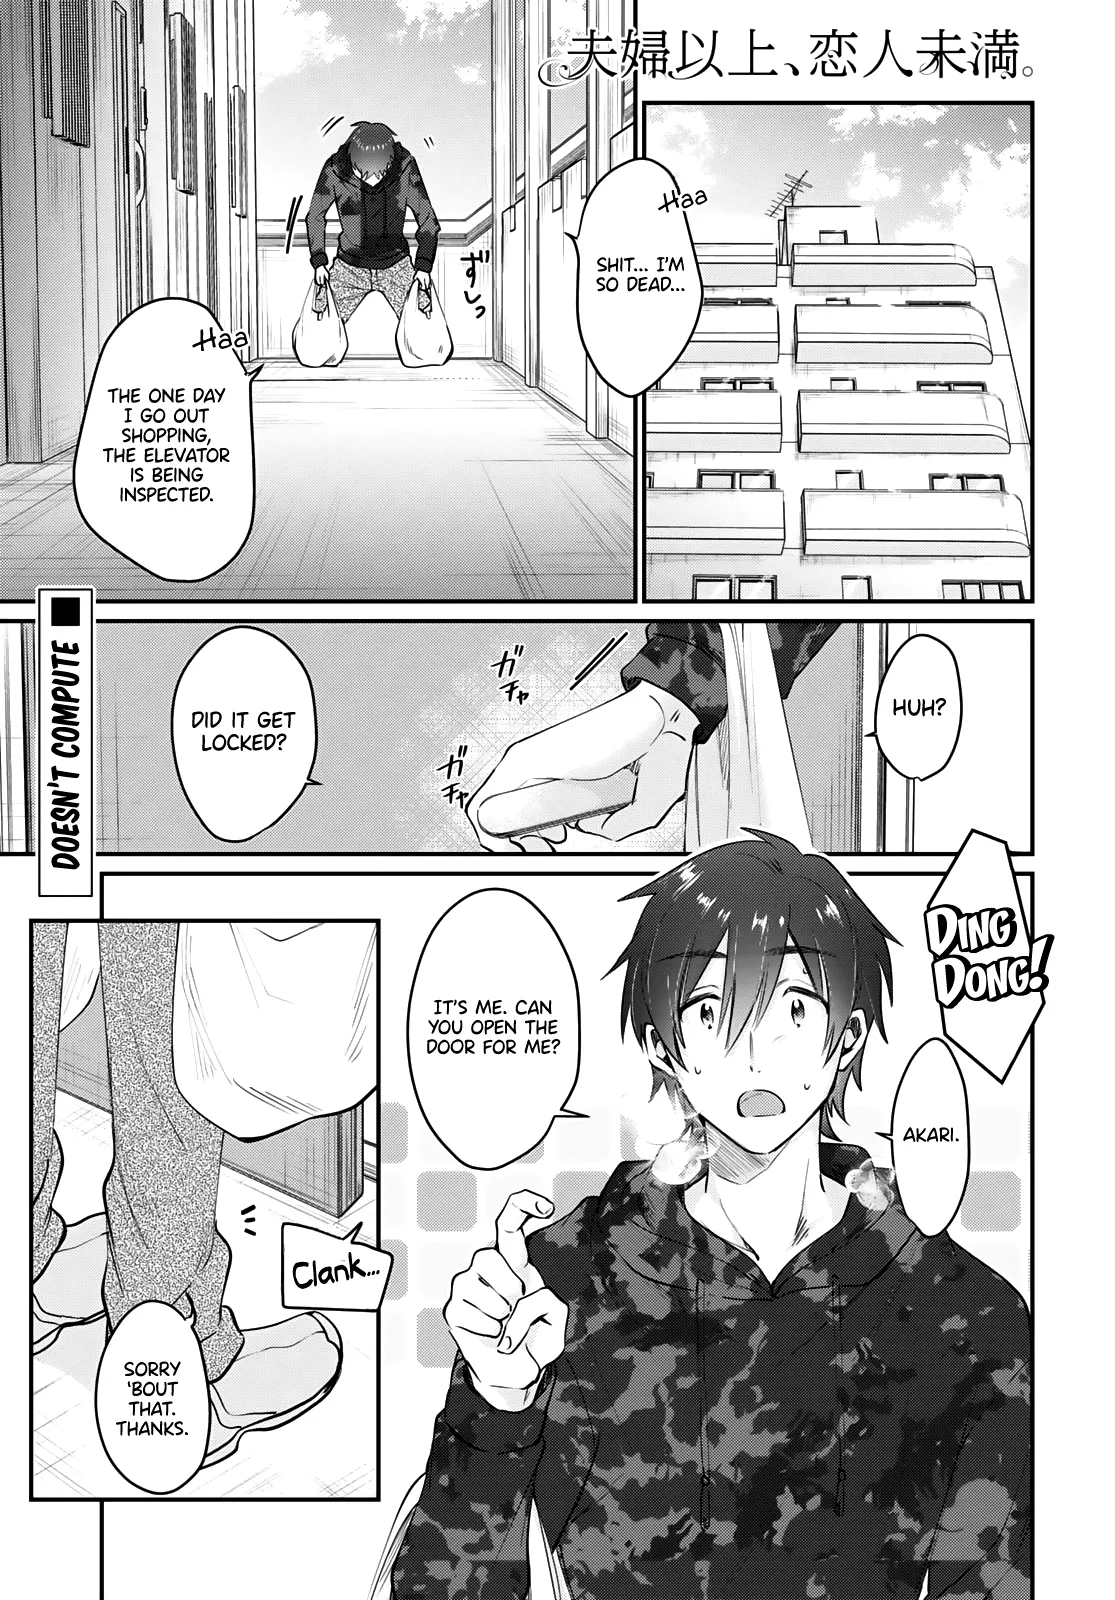 夫婦以上、恋人未満。
Haa
SHIT... I'M
SO DEAD...
ずしっ
Haa
THE ONE DAY
I GO OUT
SHOPPING,
THE ELEVATOR
IS BEING
INSPECTED.
■ DOESN'T COMPUTE
HUH?
ガチャ
ガチャ
DID IT GET
LOCKED?
DING
DONG!
AKARI.
IT'S ME. CAN
YOU OPEN THE
DOOR FOR ME?
Clank...
SORRY
'BOUT
THAT.
THANKS.